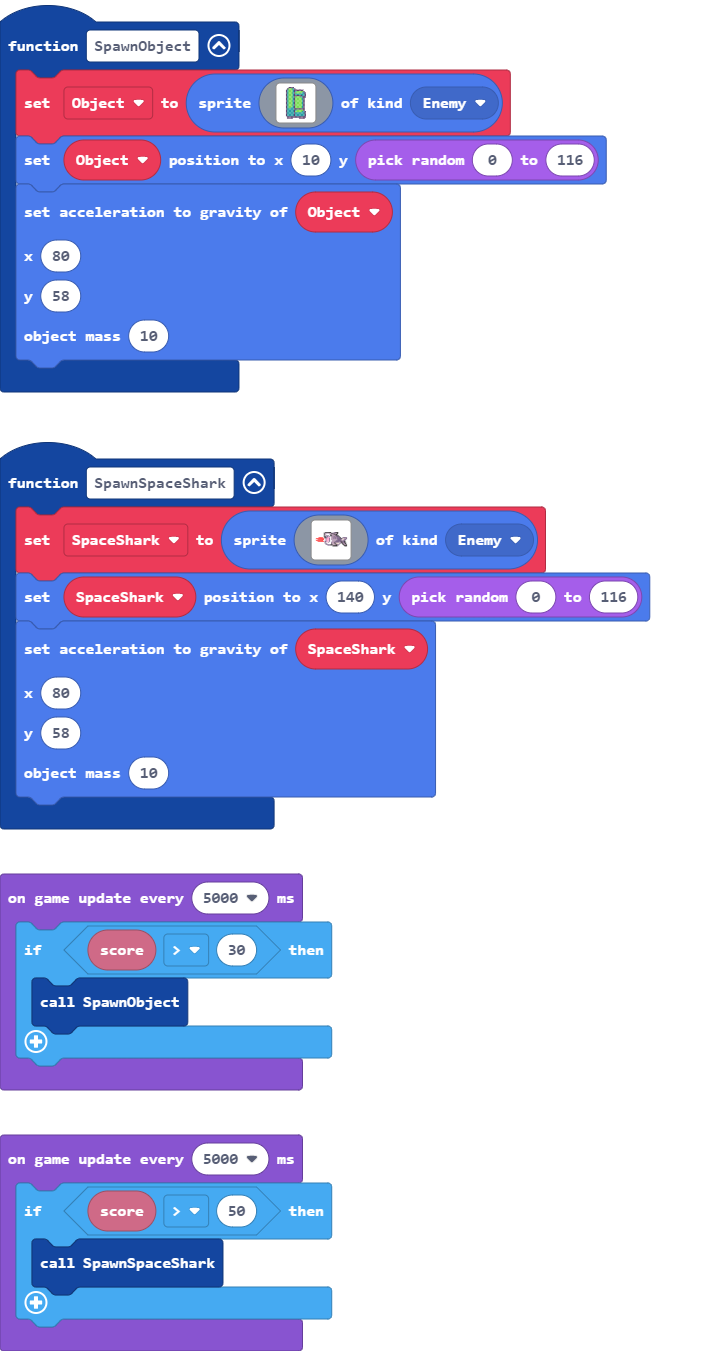 function SpawnObject
set Object to sprite of kind Enemy
set Object position to x 10 y pick random 0 to 116
set acceleration to gravity of Object
x 80
y 58
object mass 10
function SpawnSpaceShark
set SpaceShark to sprite of kind Enemy
set SpaceShark position to x 140 y pick random 0 to 116
set acceleration to gravity of SpaceShark
x 80
y 58
object mass 10
on game update every 5000 ms
if score > 30 then
call SpawnObject
on game update every 5000 ms
if score > 50 then
call SpawnSpaceShark